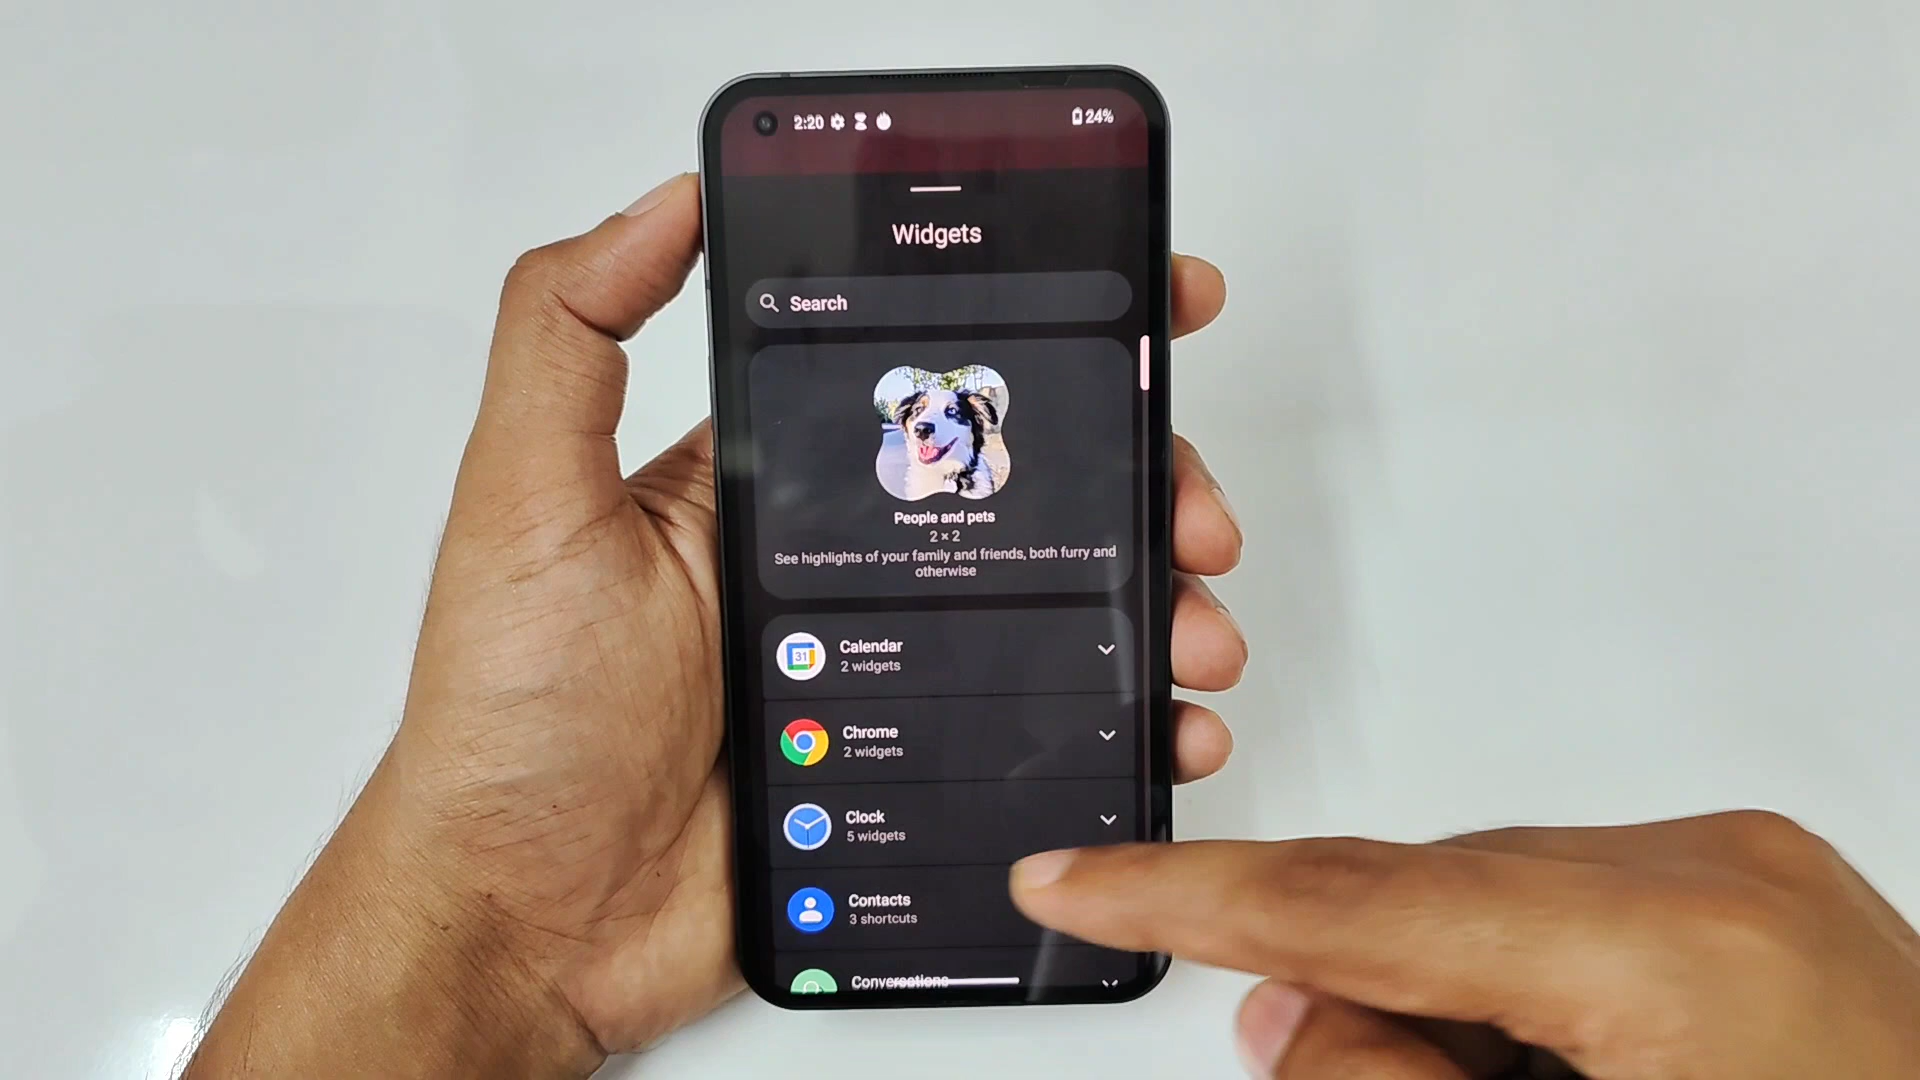 2:20
24%
Widgets
Search
People and pets
2 × 2
See highlights of your family and friends, both furry and
otherwise
31
Calendar
2 widgets
Chrome
2 widgets
Clock
5 widgets
Contacts
3 shortcuts
Conversations